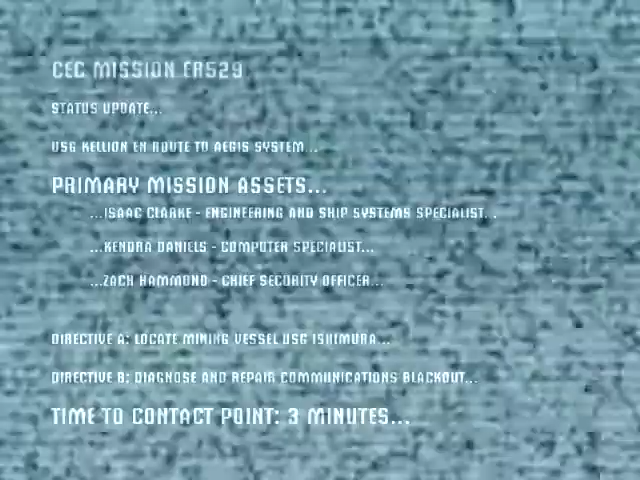 CEC MISSION ER529
STATUS UPDATE...
USG KELLION EN ROUTE TO AEGIS SYSTEM...
PRIMARY MISSION ASSETS...
...ISAAC CLARKE - ENGINEERING AND SHIP SYSTEMS SPECIALIST...
...KENDRA DANIELS - COMPUTER SPECIALIST...
...ZACH HAMMOND - CHIEF SECURITY OFFICER...
DIRECTIVE A: LOCATE MINING VESSEL USG ISHIMURA...
DIRECTIVE B: DIAGNOSE AND REPAIR COMMUNICATIONS BLACKOUT...
TIME TO CONTACT POINT: 3 MINUTES...